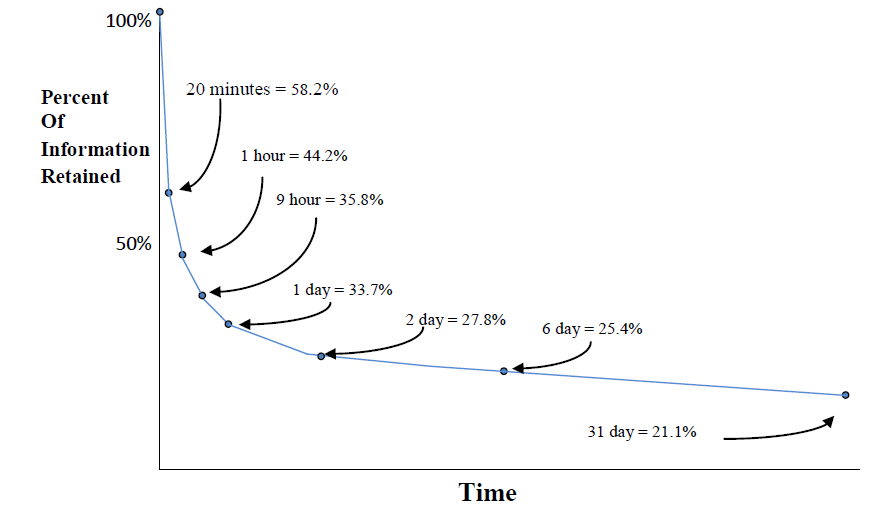 100%
20 minutes = 58.2%
Percent
Of
Information
Retained
1 hour = 44.2%
9 hour = 35.8%
50%
1 day = 33.7%
2 day = 27.8%
6 day = 25.4%
31 day = 21.1%
Time